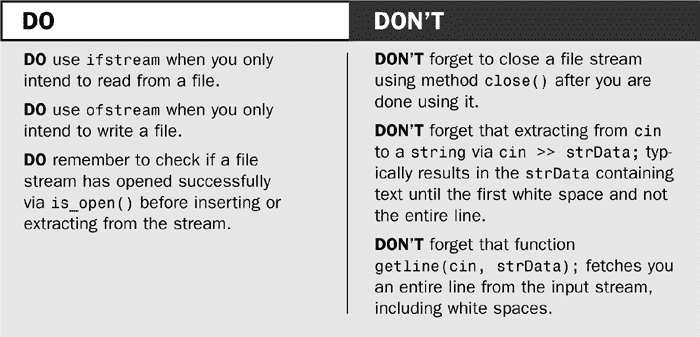 DO
DO use ifstream when you only
intend to read from a file.
DO use ofstream when you only
intend to write a file.
DO remember to check if a file
stream has opened successfully
via is_open() before inserting or
extracting from the stream.
DON'T
DON'T forget to close a file stream
using method close() after you are
done using it.
DON'T forget that extracting from cin
to a string via cin >> strData; typ-
ically results in the strData containing
text until the first white space and not
the entire line.
DON'T forget that function
getline(cin, strData); fetches you
an entire line from the input stream,
including white spaces.